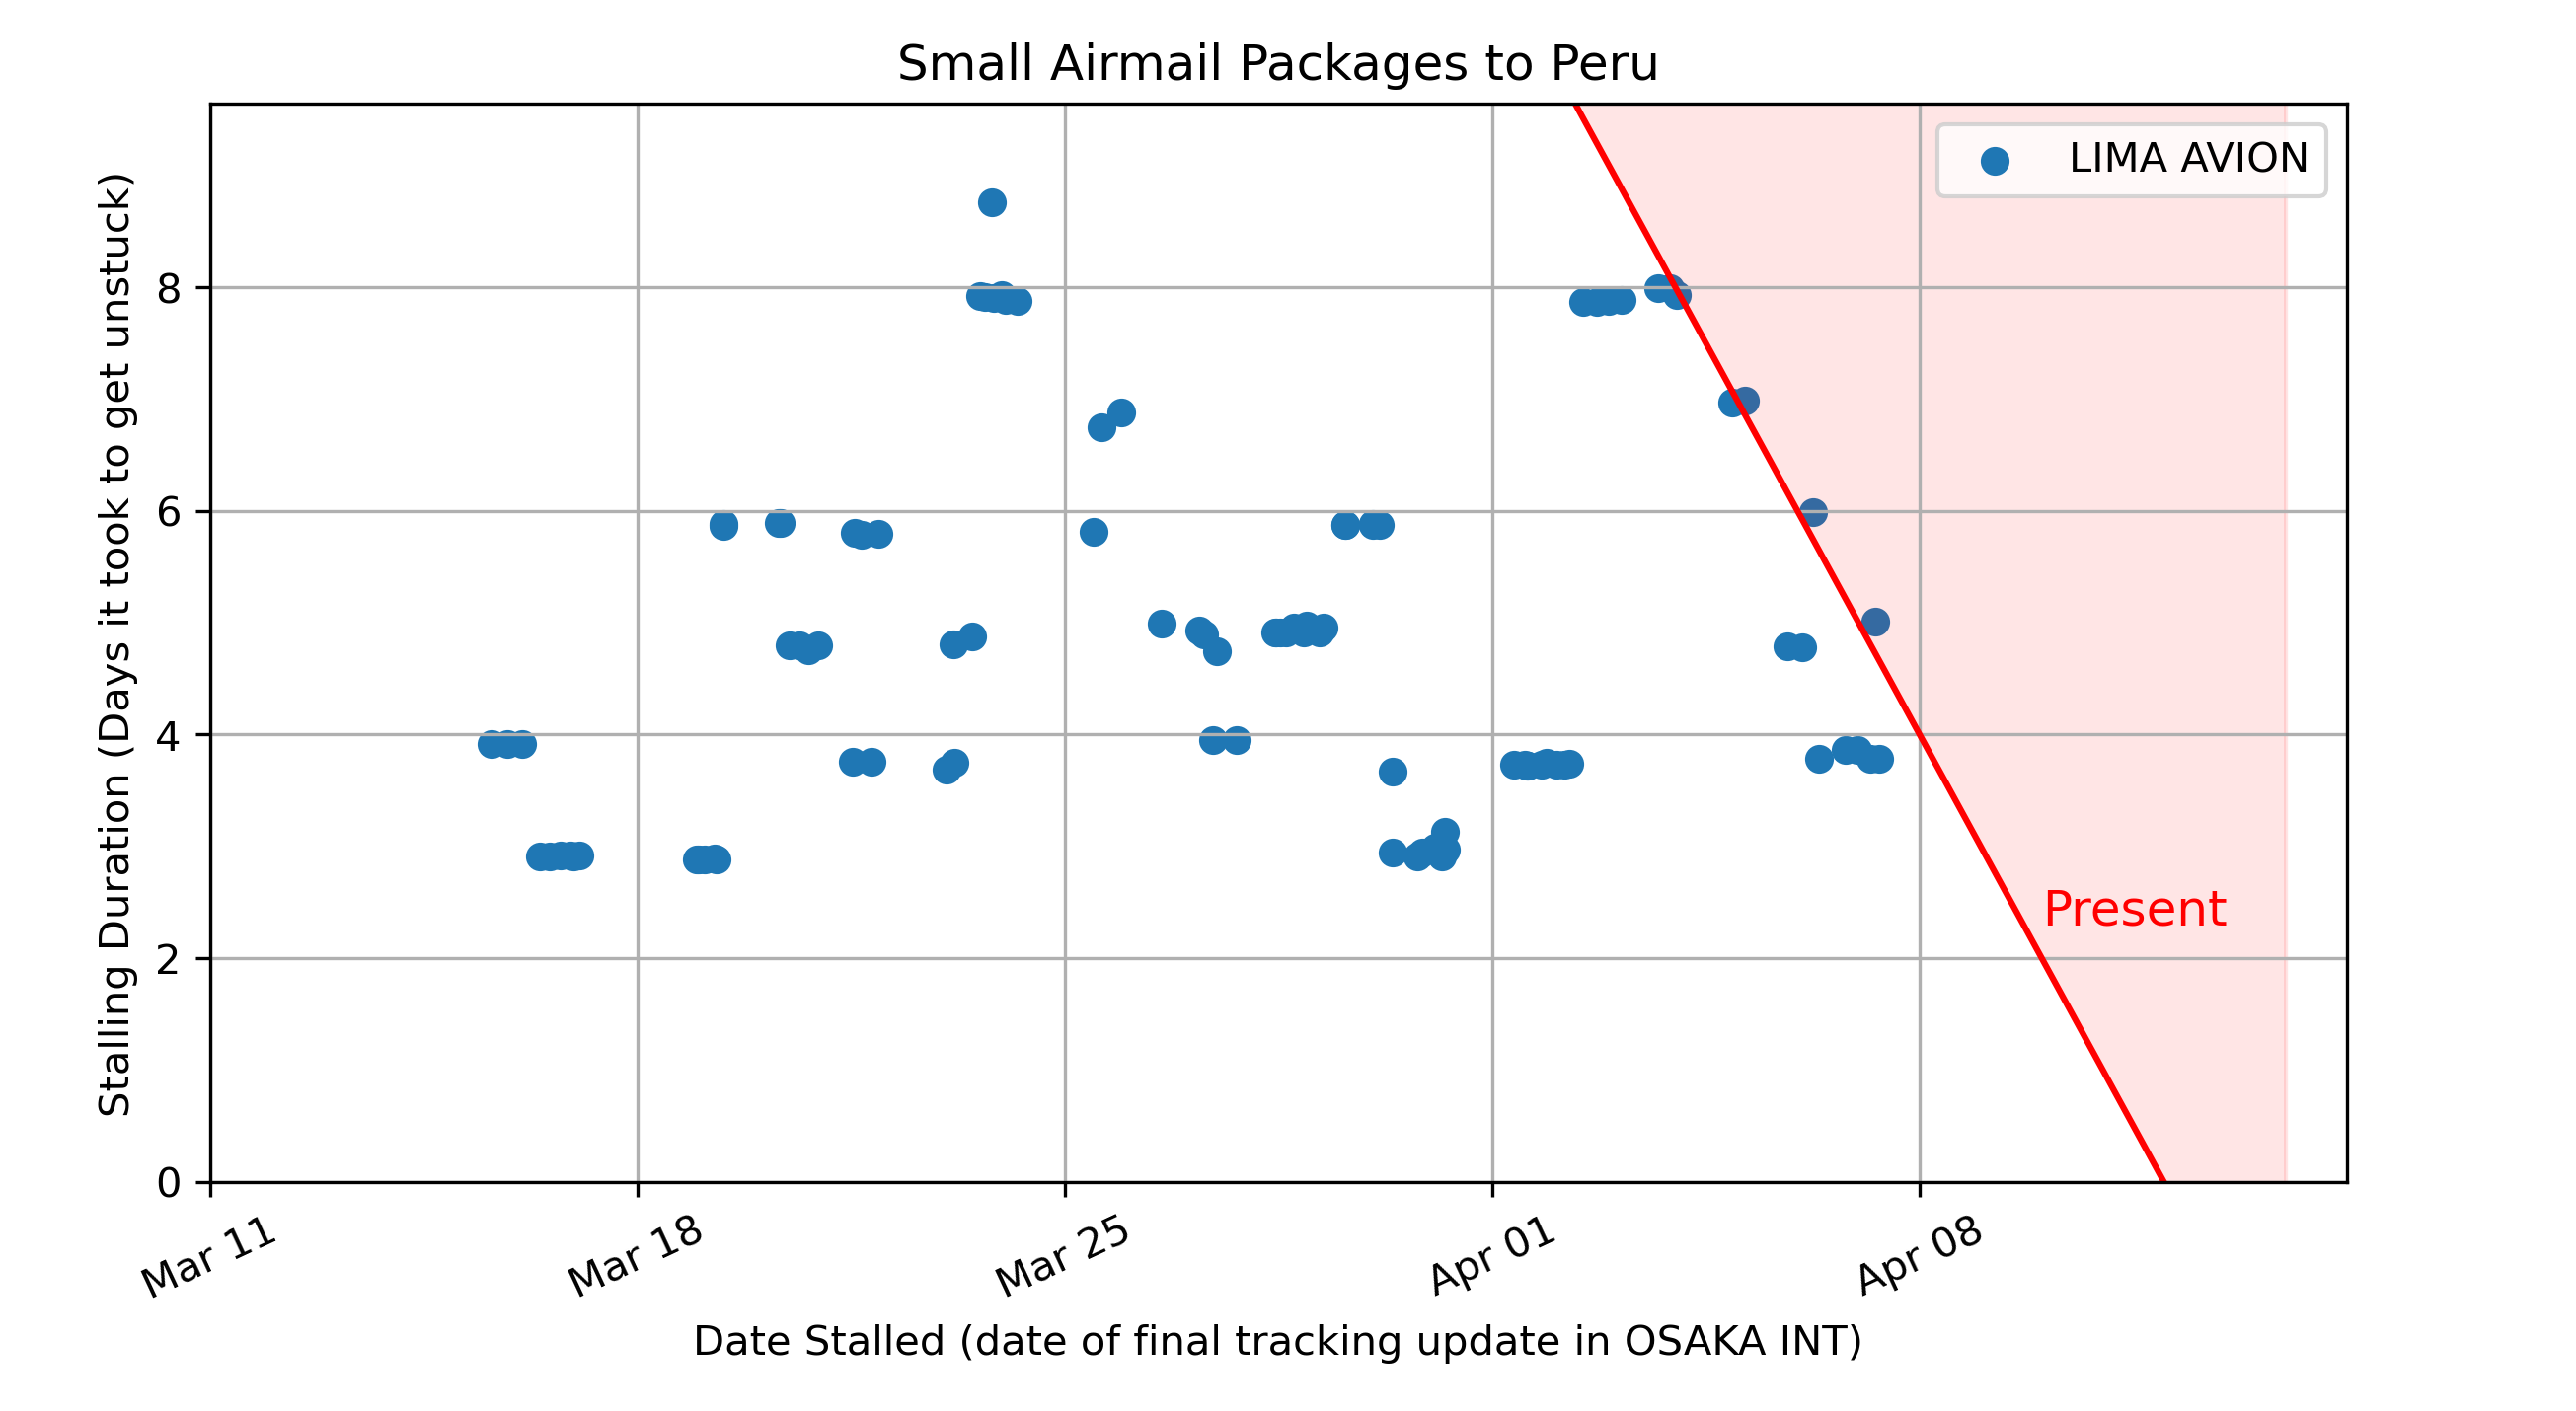 Small Airmail Packages to Peru
LIMA AVION
Stalling Duration (Days it took to get unstuck)
8
6
4
2
0
Present
Mar 11
Mar 18
Mar 25
Apr 01
Apr 08
Date Stalled (date of final tracking update in OSAKA INT)